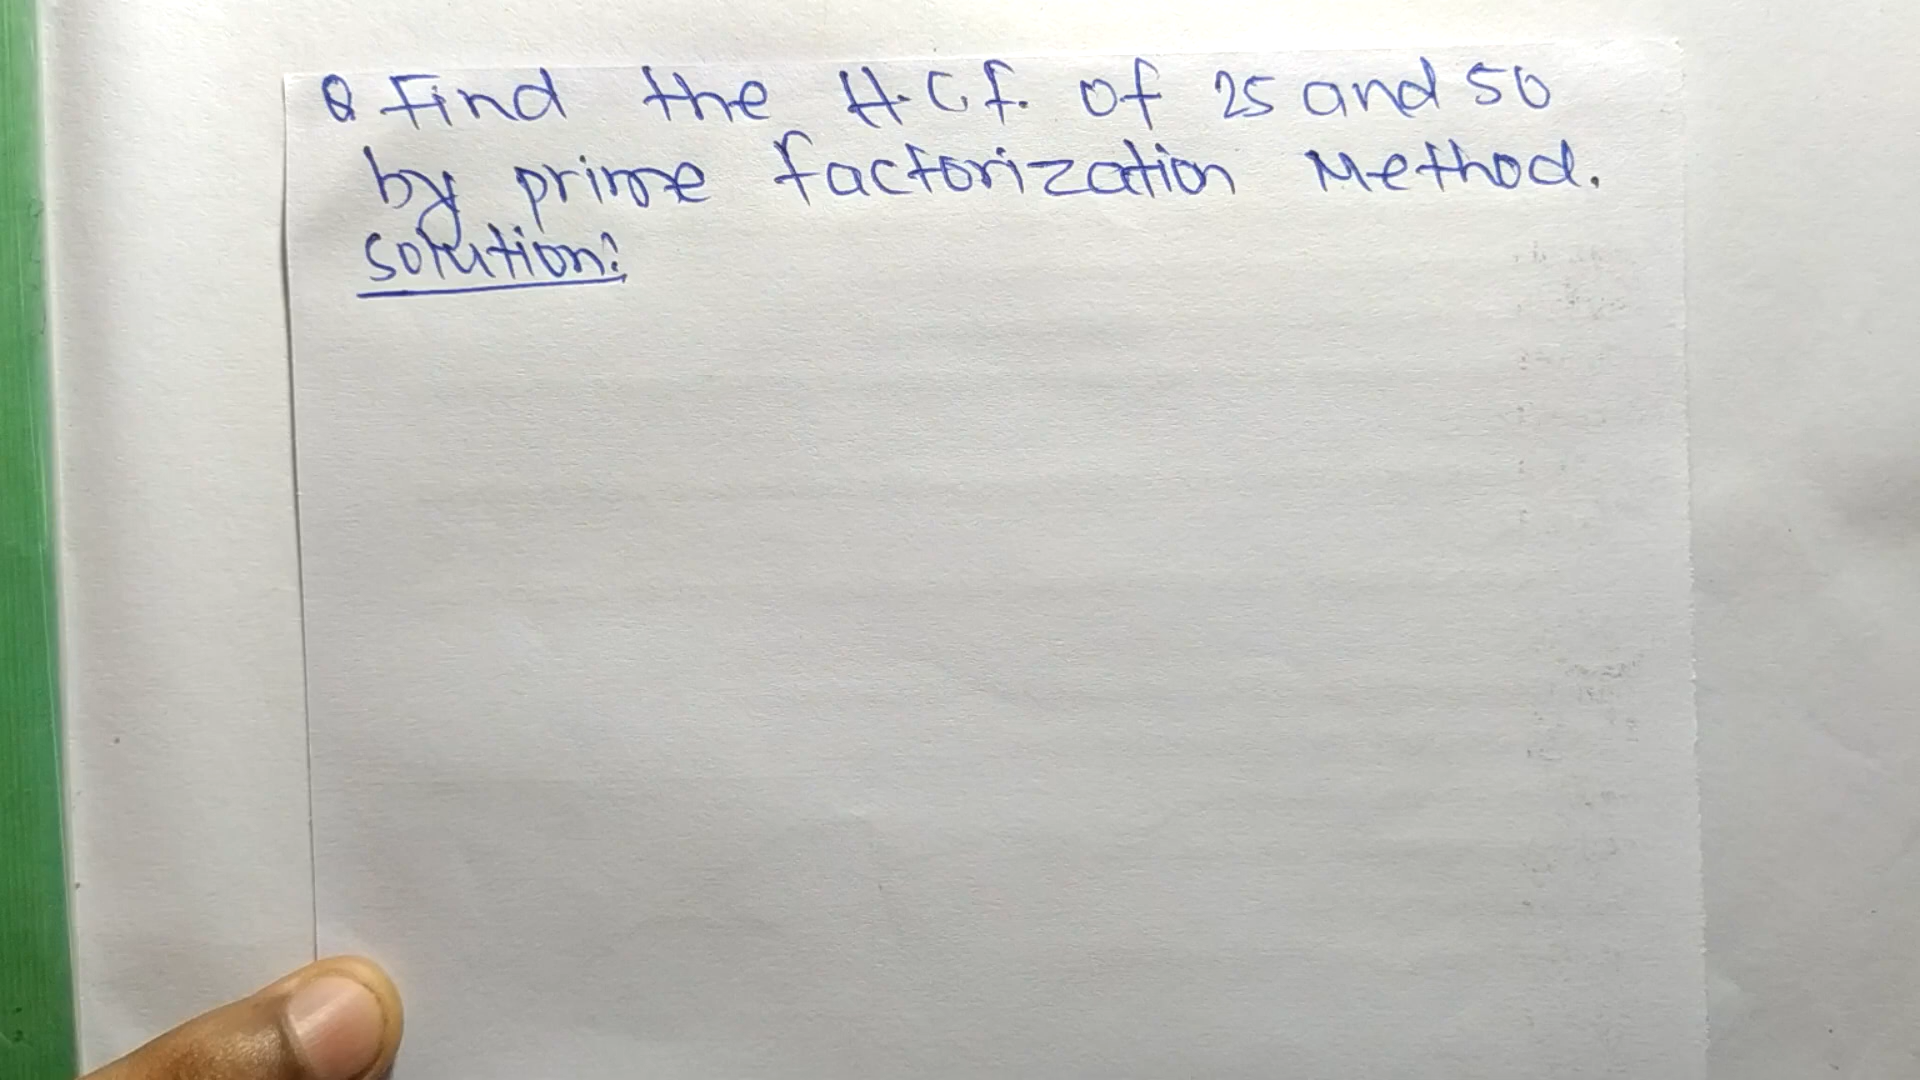 Q Find the H.C.F. of 25 and 50
by prime factorization Method.
Solution: